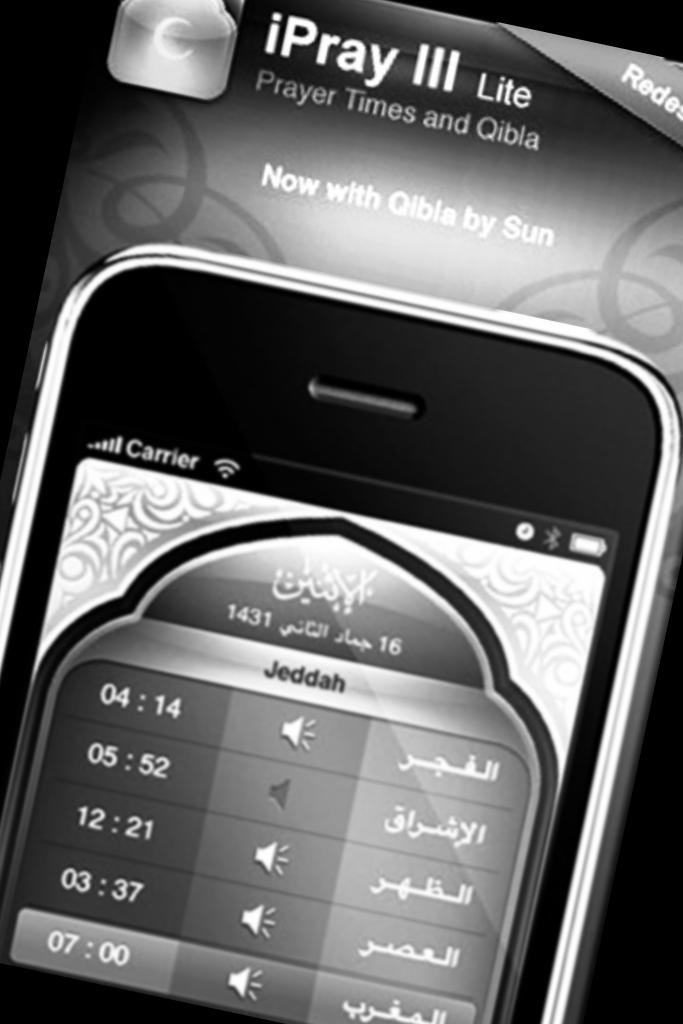 iPray III Lite
Redes
Prayer Times and Qibla
Now with Qibla by Sun
Carrier
الإثنين
16 جماد الثاني 1431
Jeddah
04 : 14 الفجر
05 : 52 الإشراق
12 : 21 الظهر
03 : 37 العصر
07 : 00 المغرب